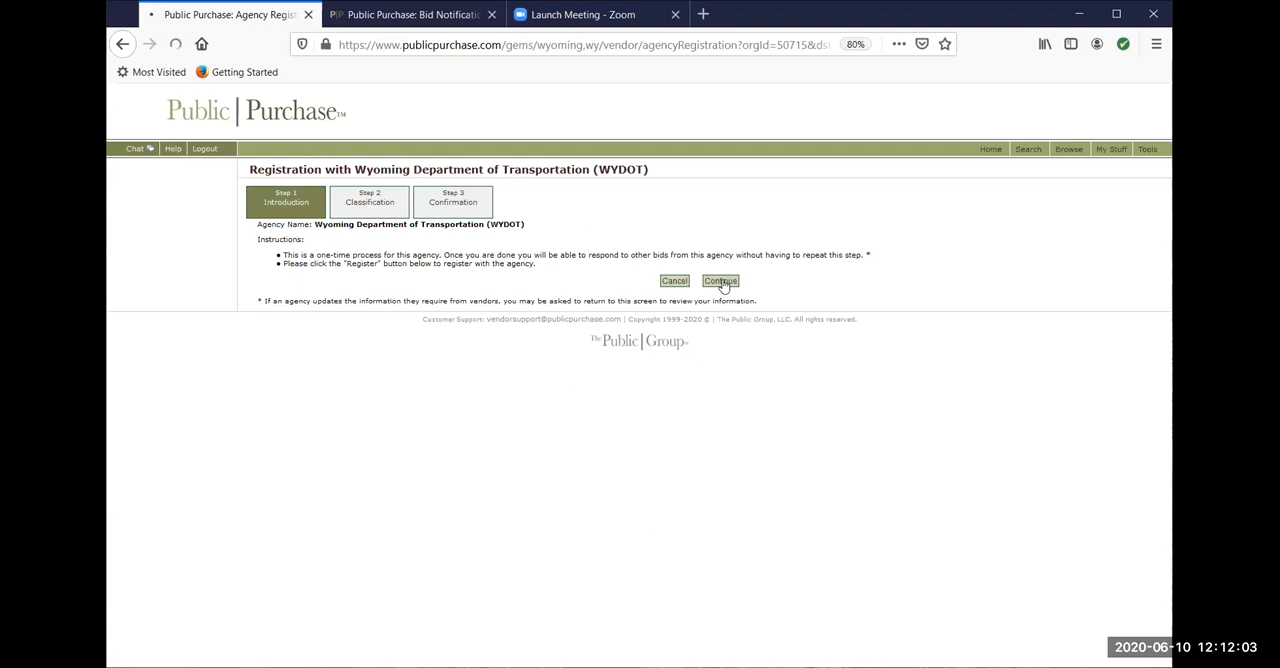 Public Purchase: Agency Regist
Public Purchase: Bid Notificatio
Launch Meeting - Zoom
https://www.publicpurchase.com/gems/wyoming,wy/vendor/agencyRegistration?orgId=50715&dst
80%
Most Visited
Getting Started
Public | Purchase™
Chat
Help
Logout
Home
Search
Browse
My Stuff
Tools
Registration with Wyoming Department of Transportation (WYDOT)
Step 1
Introduction
Step 2
Classification
Step 3
Confirmation
Agency Name: Wyoming Department of Transportation (WYDOT)
Instructions:
• This is a one-time process for this agency. Once you are done you will be able to respond to other bids from this agency without having to repeat this step. *
• Please click the "Register" button below to register with the agency.
Cancel
Continue
* If an agency updates the information they require from vendors, you may be asked to return to this screen to review your information.
Customer Support: vendorsupport@publicpurchase.com | Copyright 1999-2020 © | The Public Group, LLC. All rights reserved.
The Public | Group™
2020-06-10 12:12:03